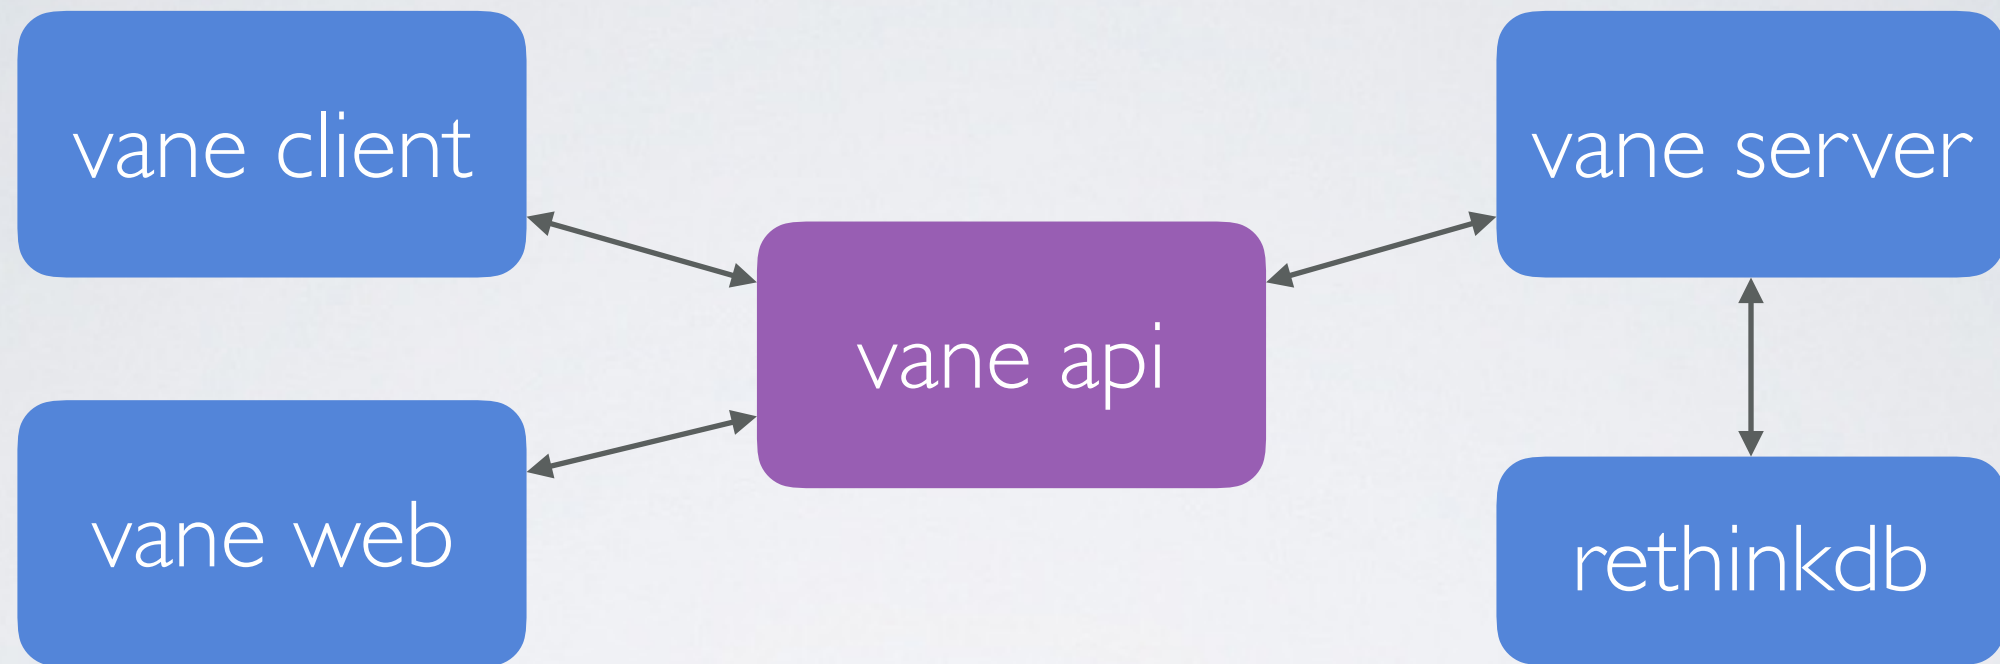 vane client
vane server
vane api
vane web
rethinkdb